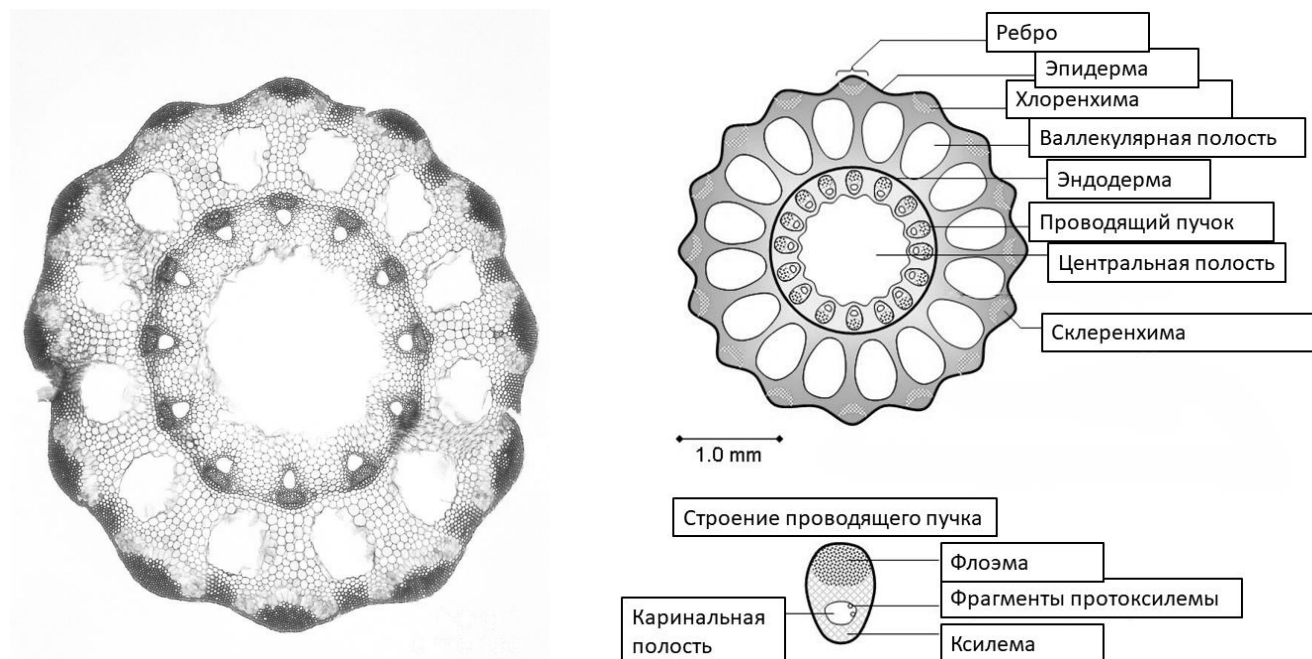 Ребро
Эпидерма
Хлоренхима
Валлекулярная полость
Эндодерма
Проводящий пучок
Центральная полость
Склеренхима
1.0 mm
Строение проводящего пучка
Флоэма
Фрагменты протоксилемы
Каринальная
полость
Ксилема